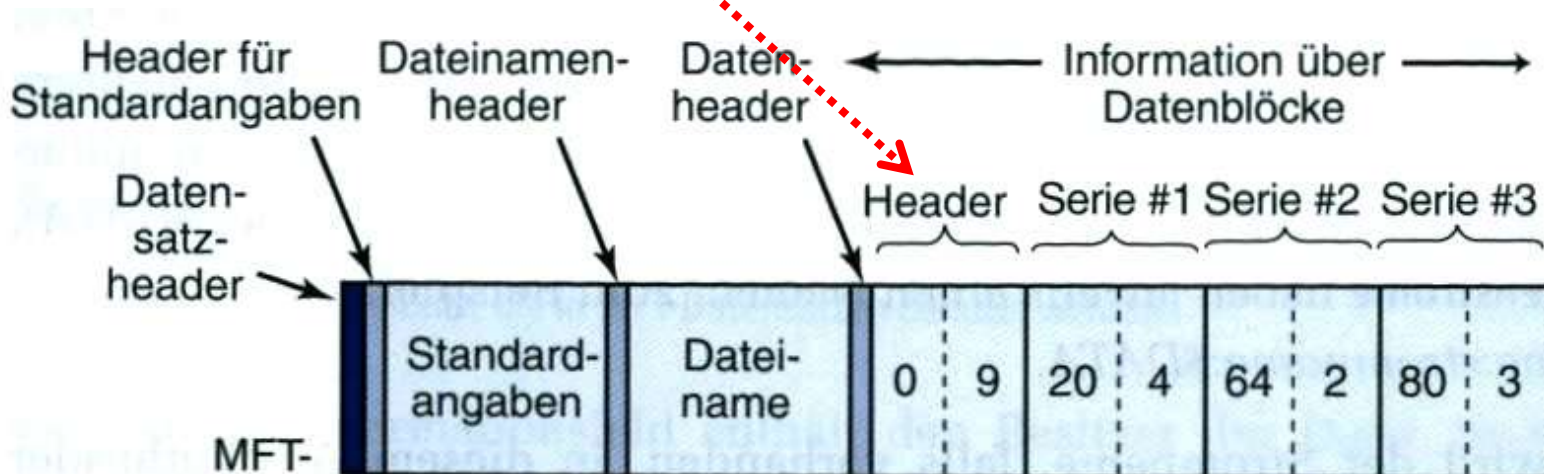 Header für
Standardangaben
Dateinamen-
header
Daten-
header
Information über
Datenblöcke
Daten-
satz-
header
Header
Serie #1
Serie #2
Serie #3
Standard-
angaben
Datei-
name
0 9 20 4 64 2 80 3
MFT-